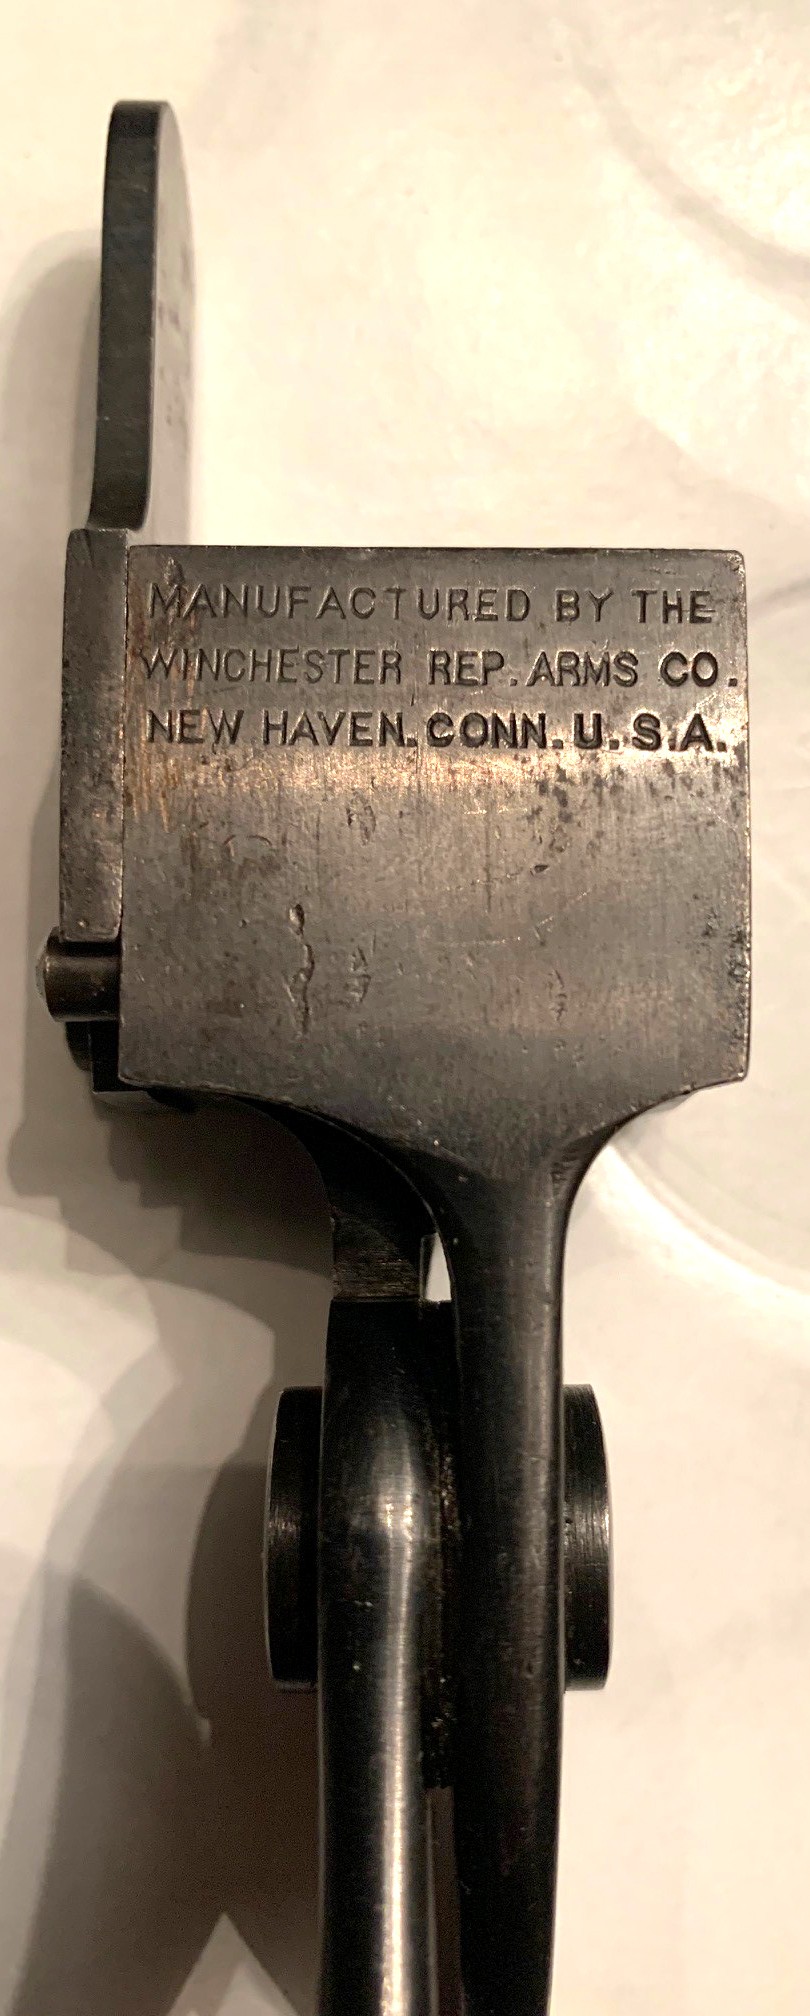 MANUFACTURED BY THE
WINCHESTER REP. ARMS CO.
NEW HAVEN. CONN. U. S. A.